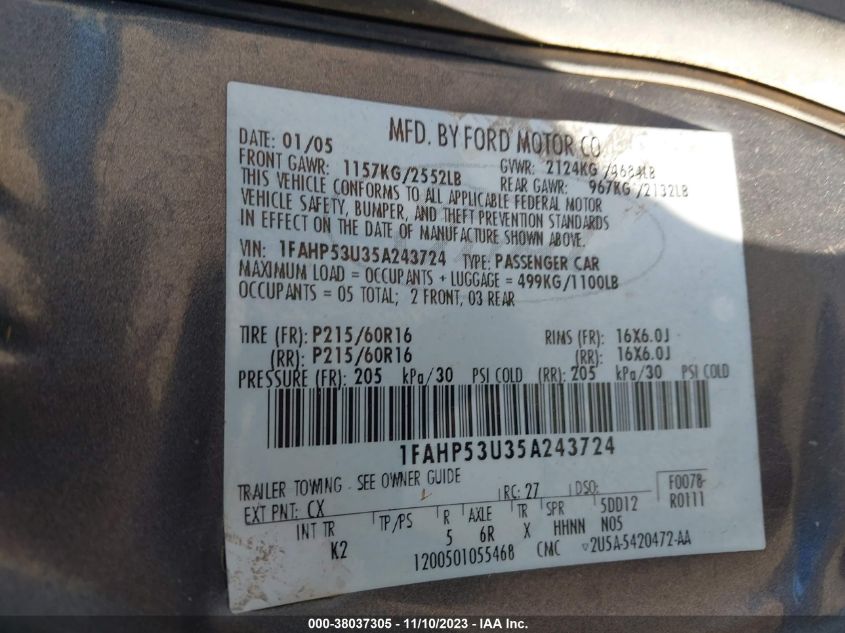 MFD. BY FORD MOTOR CO.
DATE: 01/05
FRONT GAWR: 1157KG/2552LB GVWR: 2124KG/4684LB
THIS VEHICLE CONFORMS TO ALL APPLICABLE FEDERAL MOTOR REAR GAWR: 967KG/2132LB
VEHICLE SAFETY, BUMPER, AND THEFT PREVENTION STANDARDS
IN EFFECT ON THE DATE OF MANUFACTURE SHOWN ABOVE.
VIN: 1FAHP53U35A243724 TYPE: PASSENGER CAR
MAXIMUM LOAD = OCCUPANTS + LUGGAGE = 499KG/1100LB
OCCUPANTS = 05 TOTAL; 2 FRONT, 03 REAR
TIRE (FR): P215/60R16 RIMS (FR): 16X6.0J
(RR): P215/60R16 (RR): 16X6.0J
PRESSURE (FR): 205 kPa/30 PSI COLD (RR): 205 kPa/30 PSI COLD
1FAHP53U35A243724
TRAILER TOWING - SEE OWNER GUIDE
EXT PNT: CX RC: 27 DSO: F0078-
R0111
INT TR TP/PS R AXLE TR SPR 5DD12
K2 5 6R X HHNN N05
1200501055468 CMC ▽2U5A-5420472-AA
000-38037305 - 11/10/2023 - IAA Inc.